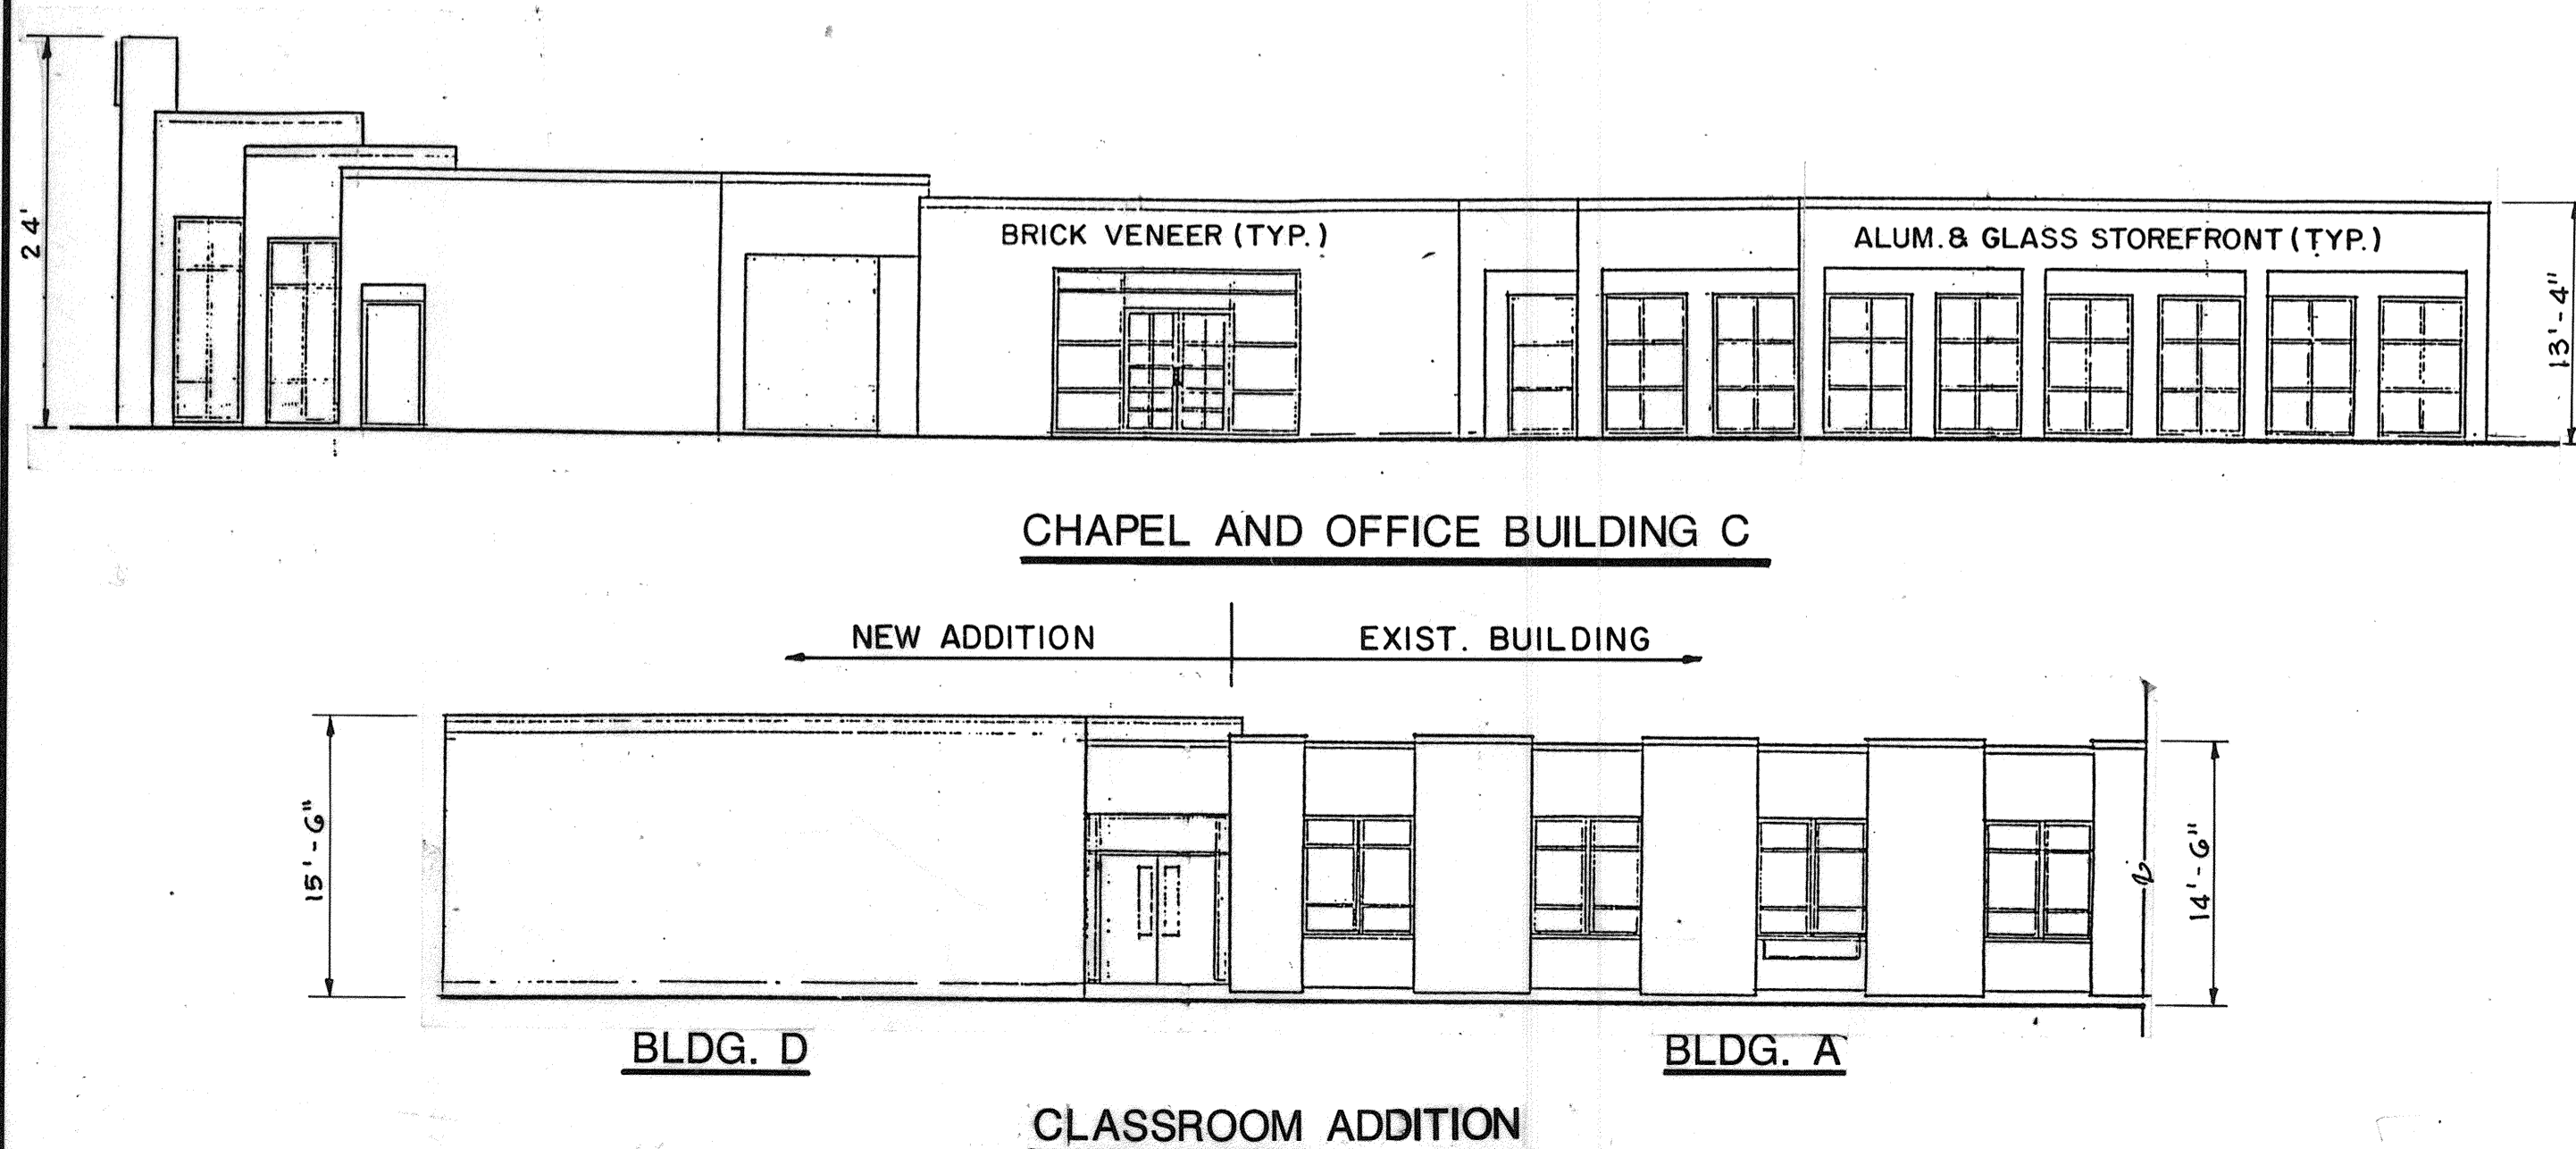 24'
BRICK VENEER (TYP.)
ALUM. & GLASS STOREFRONT (TYP.)
13'-4"
CHAPEL AND OFFICE BUILDING C
NEW ADDITION
EXIST. BUILDING
15'-6"
14'-6"
BLDG. D
BLDG. A
CLASSROOM ADDITION